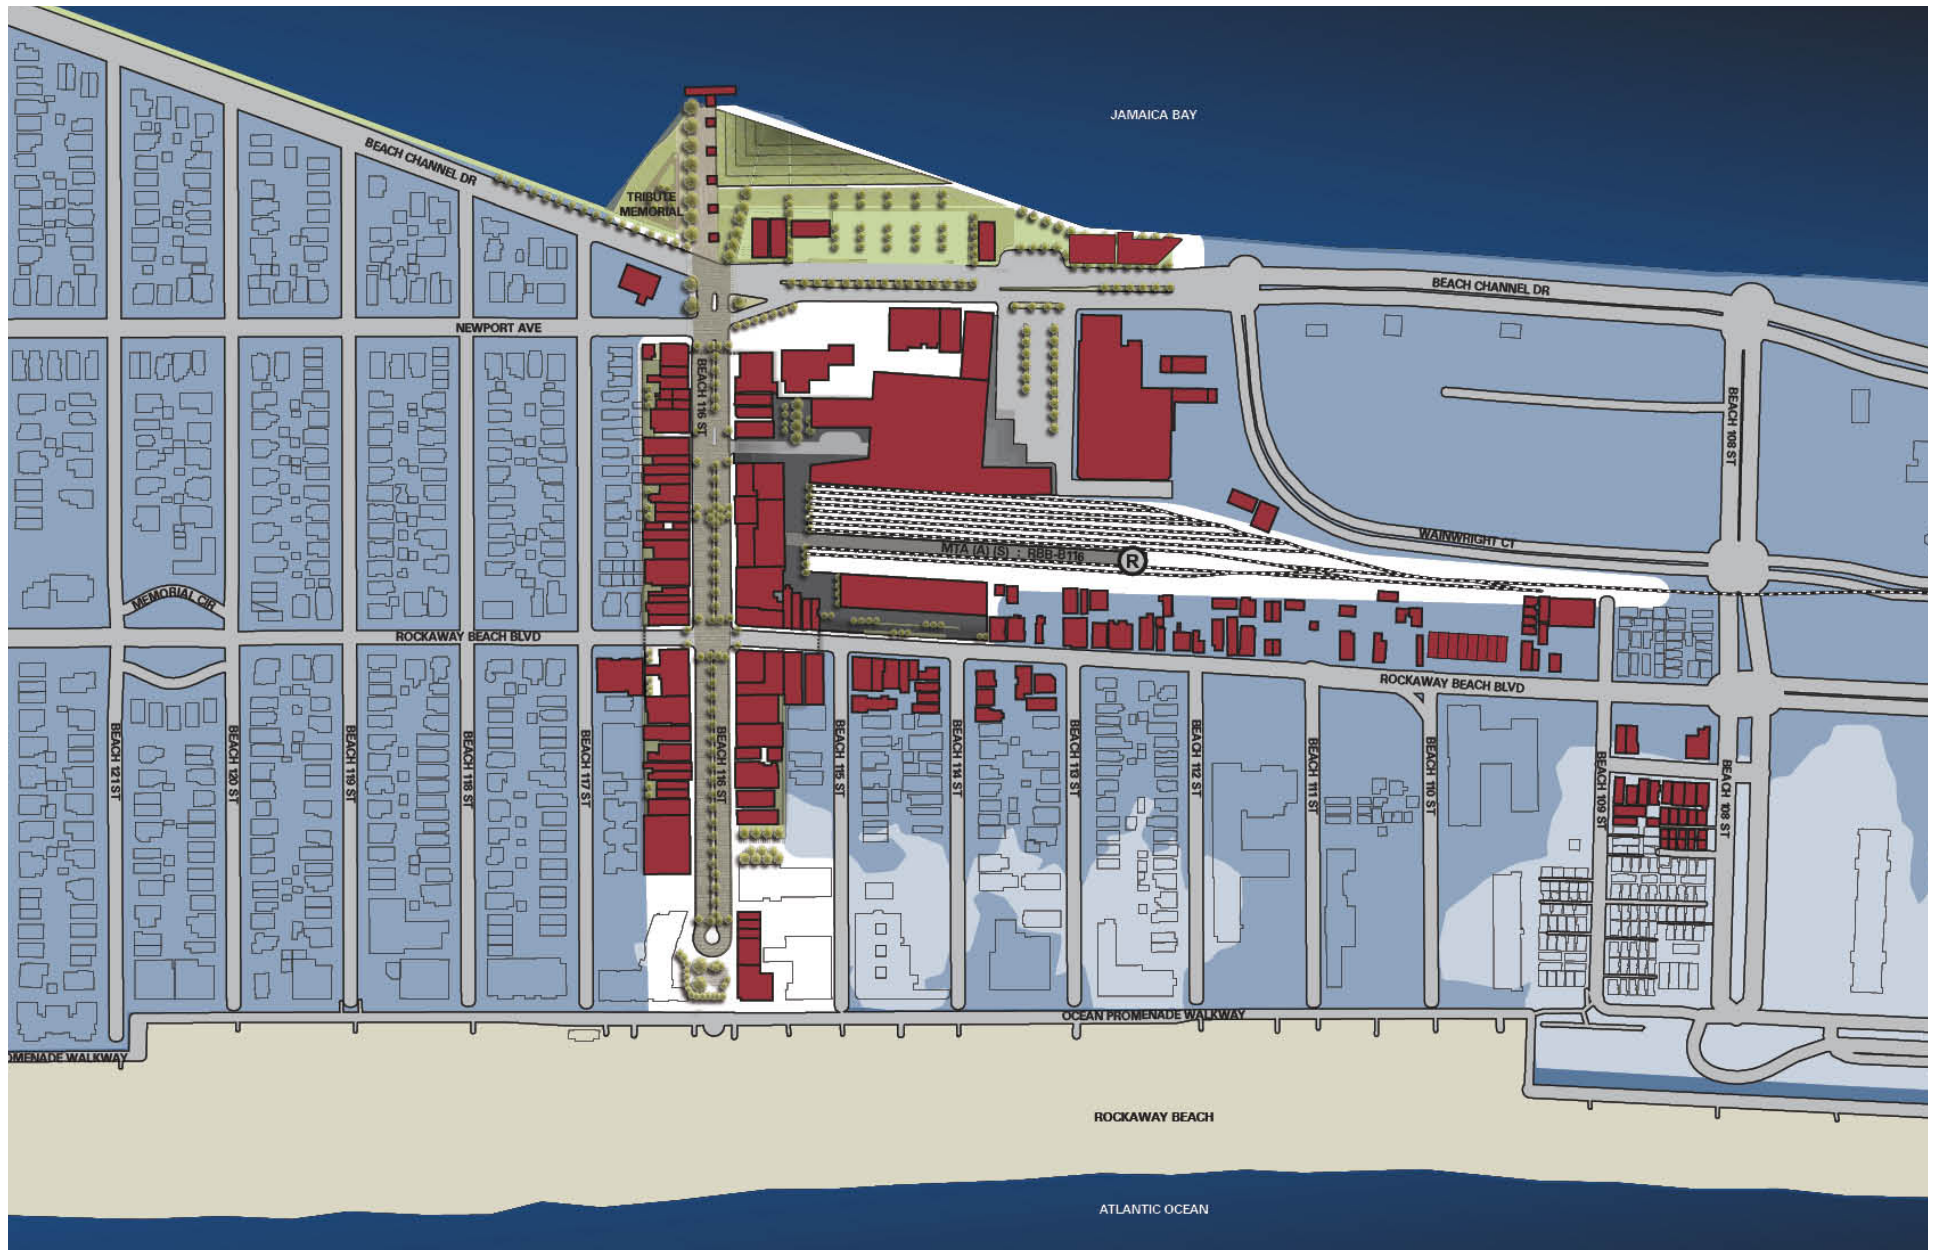 JAMAICA BAY
BEACH CHANNEL DR
TRIBUTE
MEMORIAL
BEACH CHANNEL DR
NEWPORT AVE
BEACH 116 ST
BEACH 108 ST
WAINWRIGHT CT
MTA (A) (S) : RBB-B116
R
MEMORIAL CIR
ROCKAWAY BEACH BLVD
ROCKAWAY BEACH BLVD
BEACH 121 ST
BEACH 120 ST
BEACH 119 ST
BEACH 118 ST
BEACH 117 ST
BEACH 116 ST
BEACH 115 ST
BEACH 114 ST
BEACH 113 ST
BEACH 112 ST
BEACH 111 ST
BEACH 110 ST
BEACH 109 ST
BEACH 108 ST
OCEAN PROMENADE WALKWAY
OMENADE WALKWAY
ROCKAWAY BEACH
ATLANTIC OCEAN